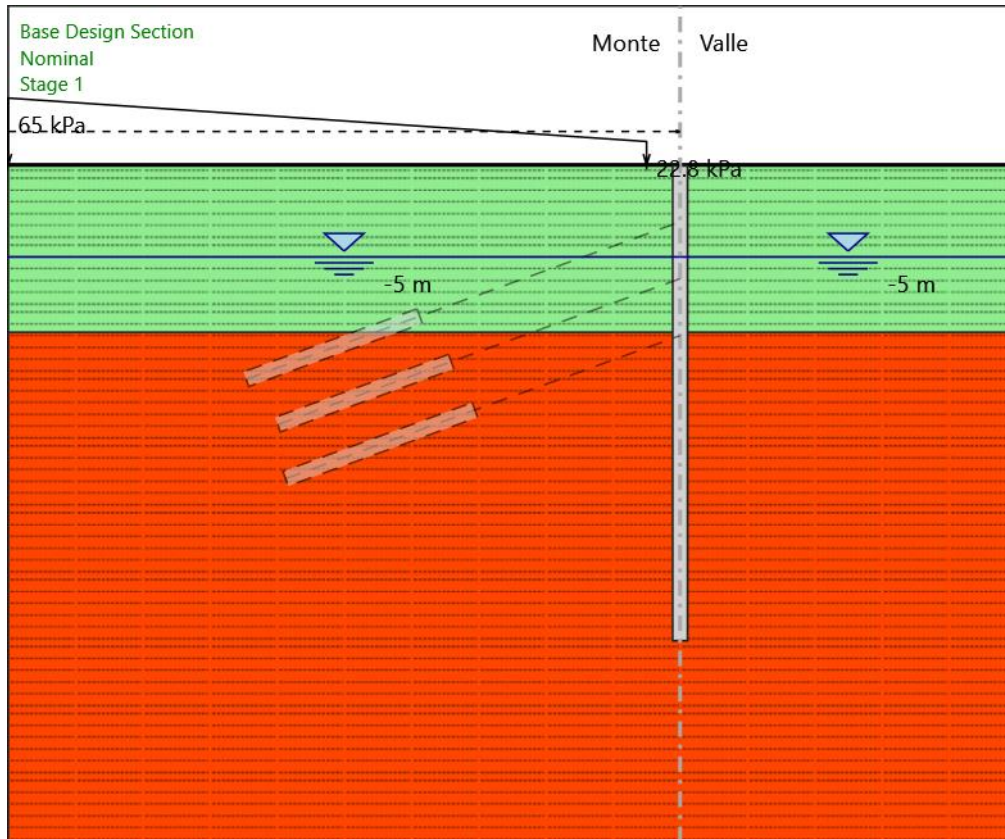 Base Design Section
Nominal
Stage 1
Monte
Valle
65 kPa
22.8 kPa
-5 m
-5 m